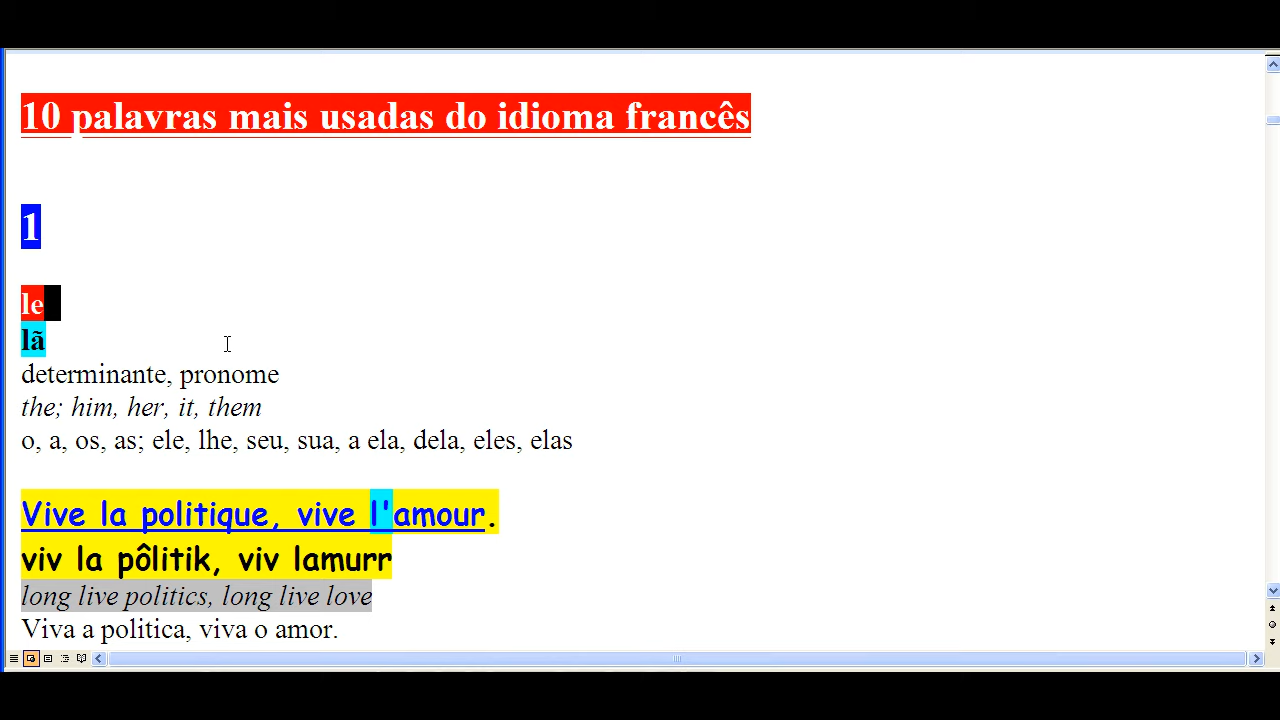 10 palavras mais usadas do idioma francês
1
le
lã
determinante, pronome
the; him, her, it, them
o, a, os, as; ele, lhe, seu, sua, a ela, dela, eles, elas
Vive la politique, vive l'amour.
viv la pôlitik, viv lamurr
long live politics, long live love
Viva a politica, viva o amor.